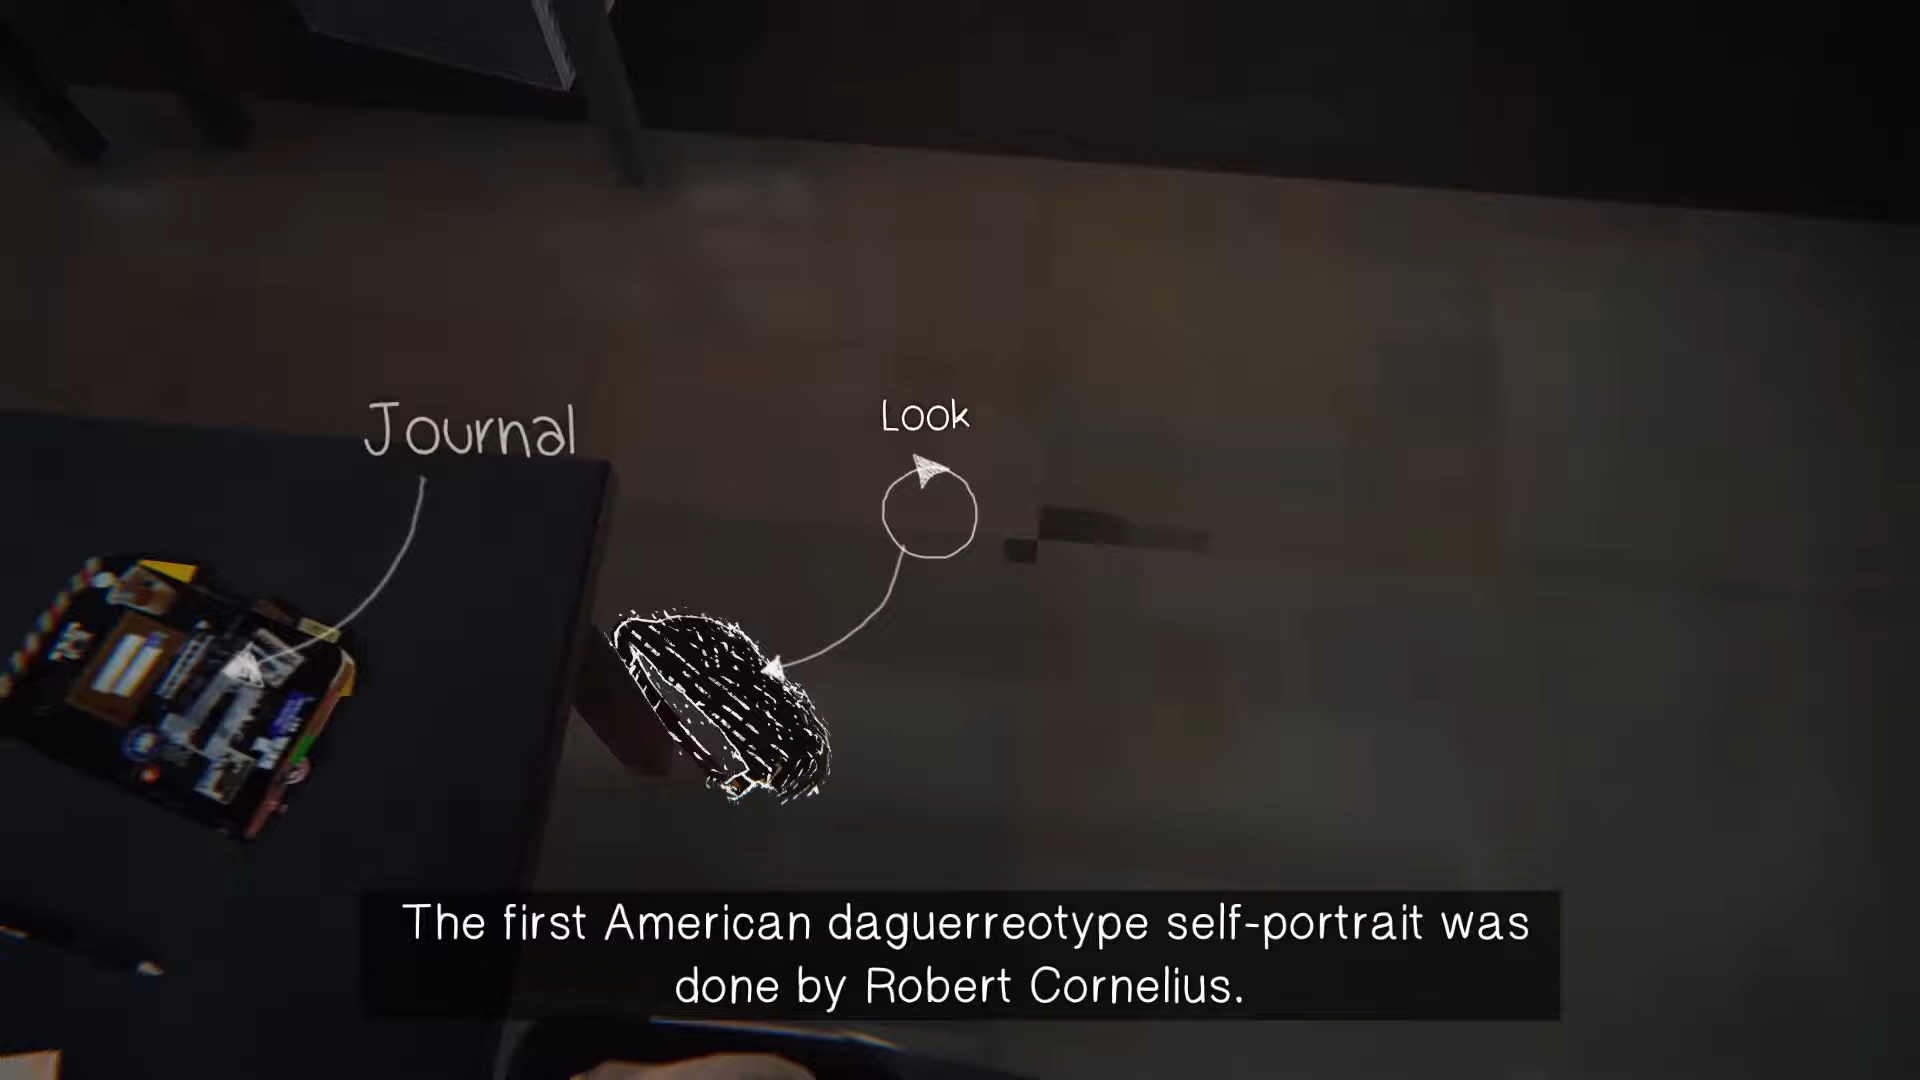 Journal
Look
The first American daguerreotype self-portrait was
done by Robert Cornelius.